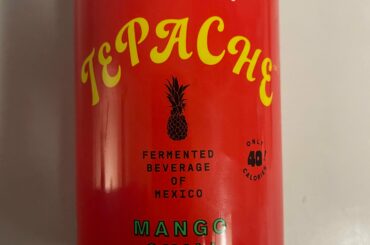 TEPACHE
FERMENTED
BEVERAGE
OF
MEXICO
ONLY
40
CALORIES
MANGO